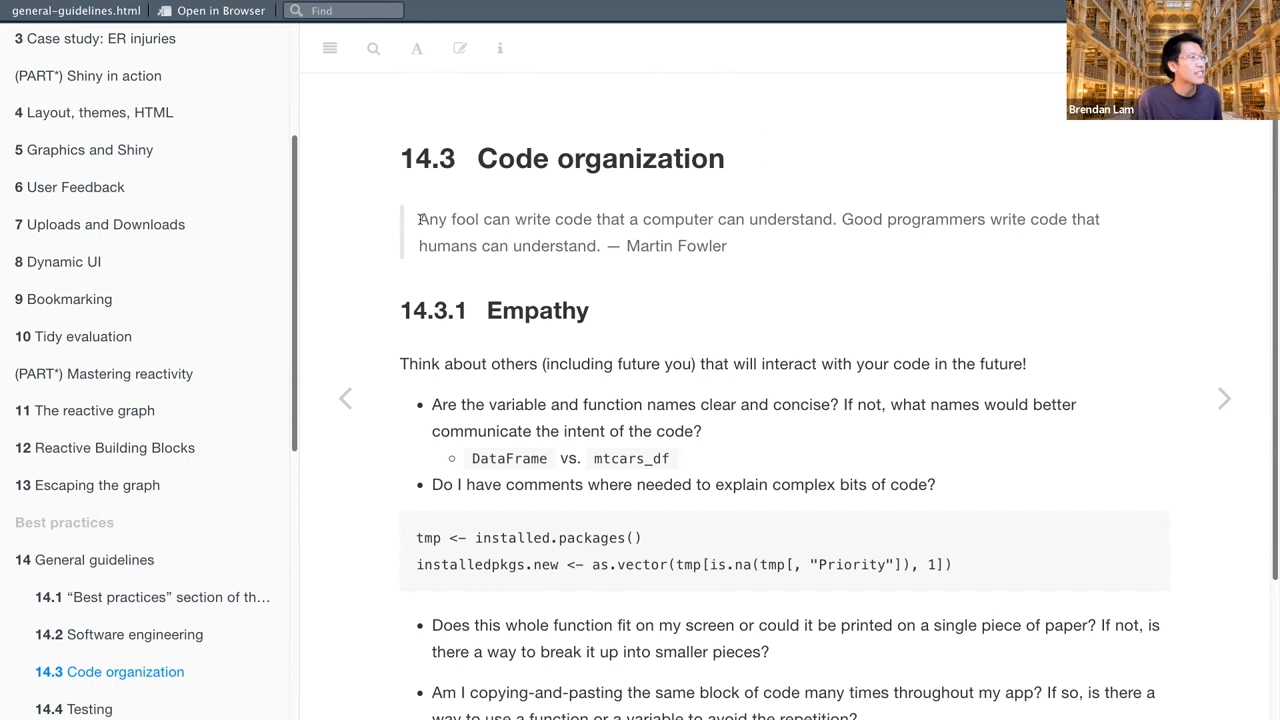 general-guidelines.html
Open in Browser
Find
3 Case study: ER injuries
(PART*) Shiny in action
4 Layout, themes, HTML
5 Graphics and Shiny
6 User Feedback
7 Uploads and Downloads
8 Dynamic UI
9 Bookmarking
10 Tidy evaluation
(PART*) Mastering reactivity
11 The reactive graph
12 Reactive Building Blocks
13 Escaping the graph
Best practices
14 General guidelines
14.1 “Best practices” section of th…
14.2 Software engineering
14.3 Code organization
14.4 Testing
A
i
Brendan Lam
14.3 Code organization
Any fool can write code that a computer can understand. Good programmers write code that
humans can understand. — Martin Fowler
14.3.1 Empathy
Think about others (including future you) that will interact with your code in the future!
• Are the variable and function names clear and concise? If not, what names would better
communicate the intent of the code?
○ DataFrame vs. mtcars_df
• Do I have comments where needed to explain complex bits of code?
tmp <- installed.packages()
installedpkgs.new <- as.vector(tmp[is.na(tmp[, "Priority"]), 1])
• Does this whole function fit on my screen or could it be printed on a single piece of paper? If not, is
there a way to break it up into smaller pieces?
• Am I copying-and-pasting the same block of code many times throughout my app? If so, is there a
way to use a function or a variable to avoid the repetition?